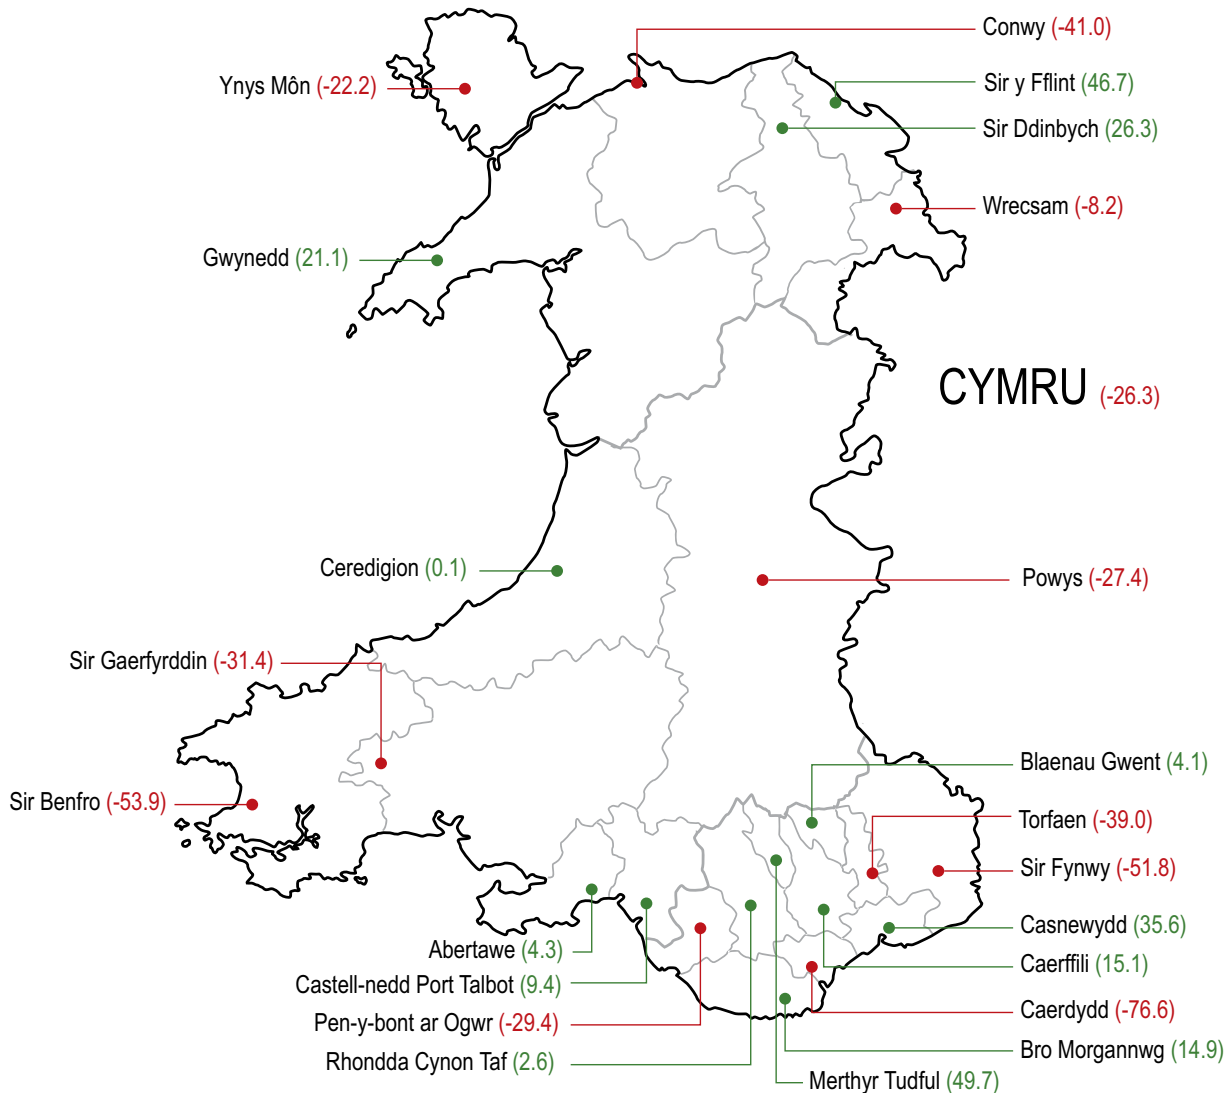 Conwy (-41.0)
Ynys Môn (-22.2)
Sir y Fflint (46.7)
Sir Ddinbych (26.3)
Wrecsam (-8.2)
Gwynedd (21.1)
CYMRU (-26.3)
Ceredigion (0.1)
Powys (-27.4)
Sir Gaerfyrddin (-31.4)
Sir Benfro (-53.9)
Blaenau Gwent (4.1)
Torfaen (-39.0)
Sir Fynwy (-51.8)
Casnewydd (35.6)
Abertawe (4.3)
Caerffili (15.1)
Castell-nedd Port Talbot (9.4)
Caerdydd (-76.6)
Pen-y-bont ar Ogwr (-29.4)
Bro Morgannwg (14.9)
Rhondda Cynon Taf (2.6)
Merthyr Tudful (49.7)